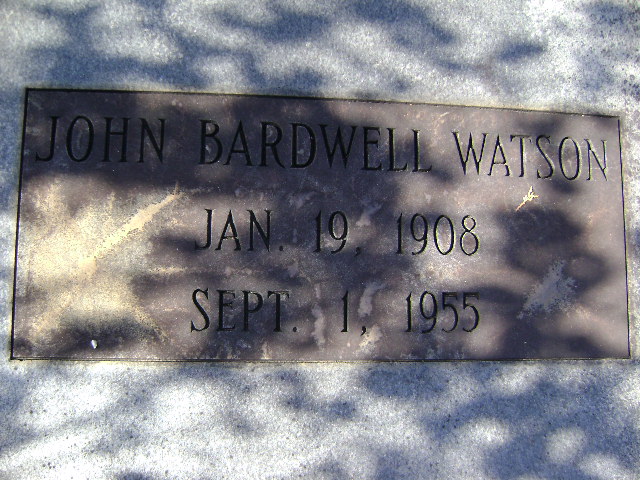 JOHN BARDWELL WATSON
JAN. 19, 1908
SEPT. 1, 1955